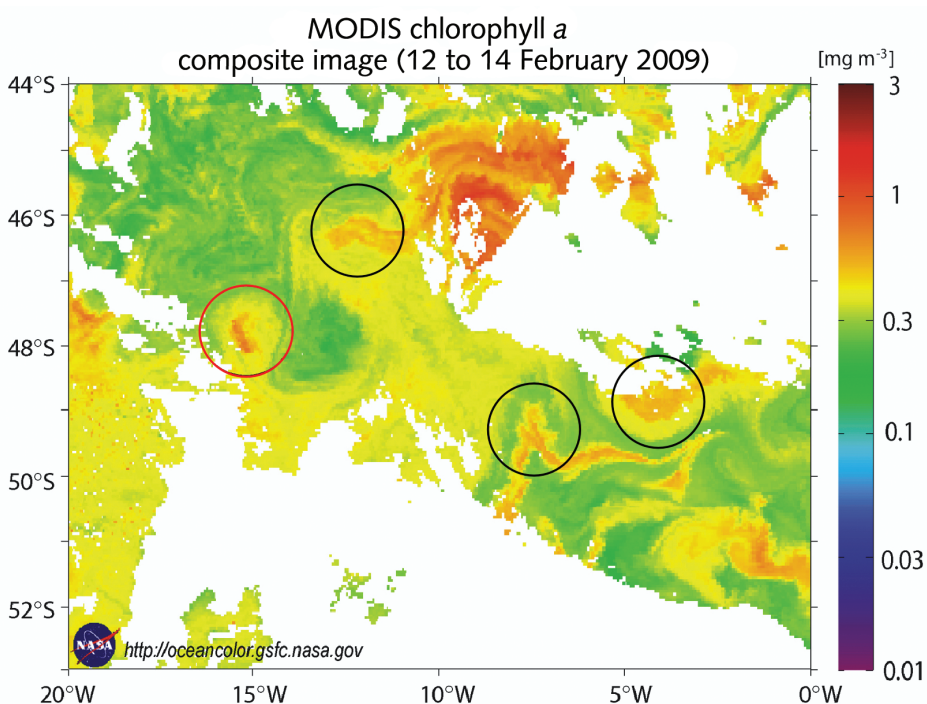 MODIS chlorophyll a
composite image (12 to 14 February 2009)
[mg m⁻³]
44°S
46°S
48°S
50°S
52°S
3
1
0.3
0.1
0.03
0.01
NASA
http://oceancolor.gsfc.nasa.gov
20°W
15°W
10°W
5°W
0°W